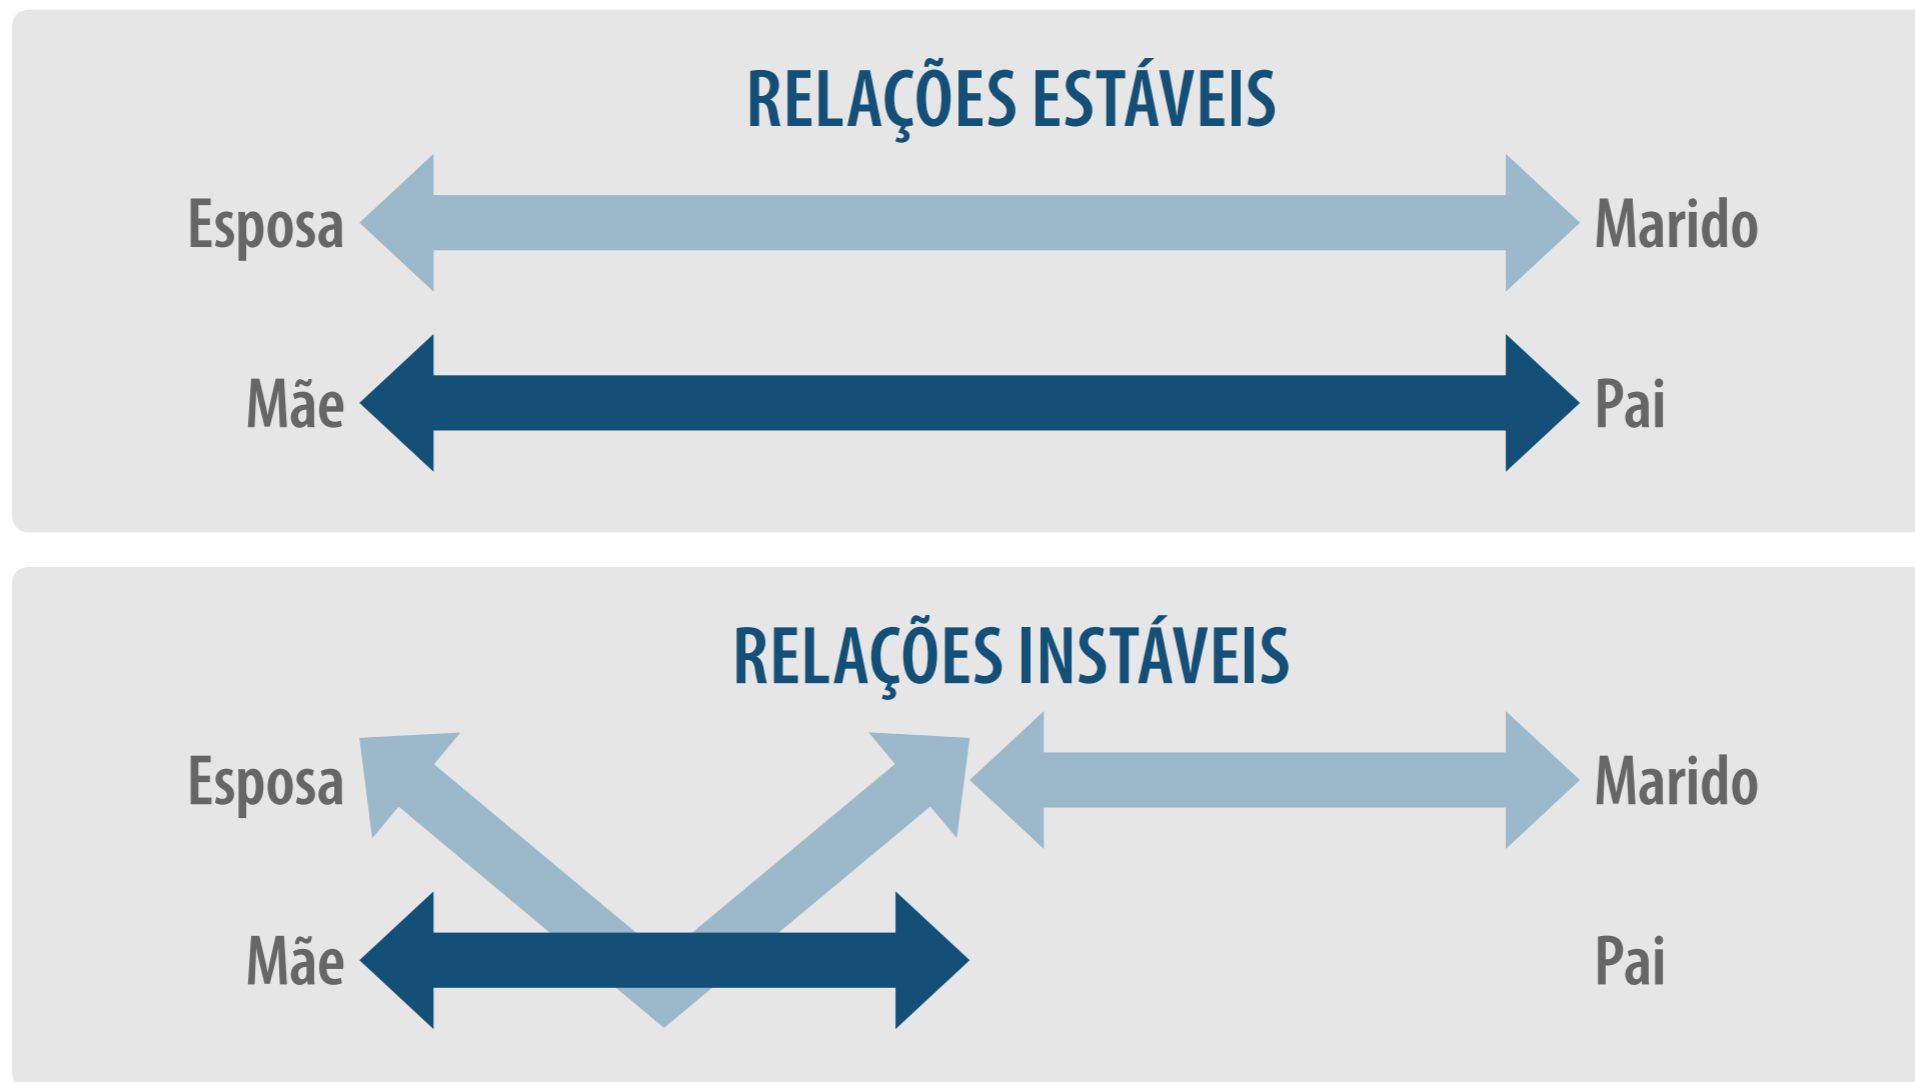 RELAÇÕES ESTÁVEIS
Esposa Marido
Mãe Pai
RELAÇÕES INSTÁVEIS
Esposa Marido
Mãe Pai